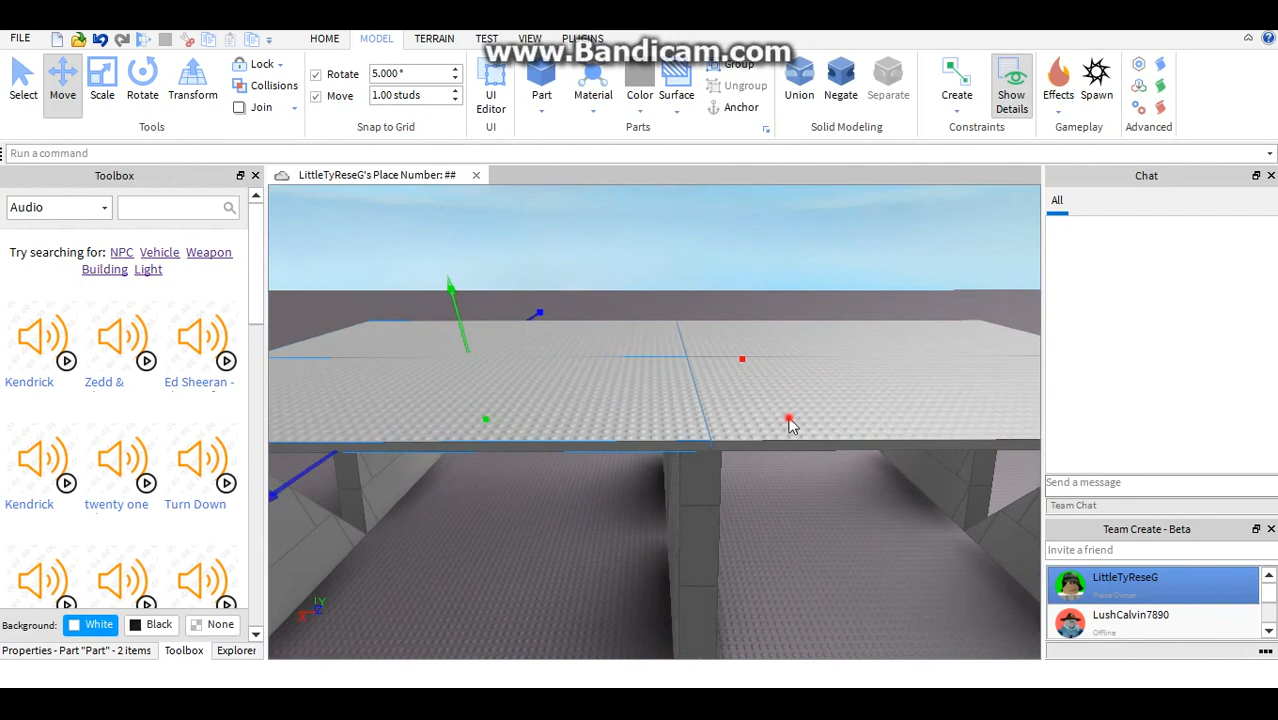 www.Bandicam.com
FILE HOME MODEL TERRAIN TEST VIEW PLUGINS
Select Move Scale Rotate Transform
Lock
Collisions
Join
Tools
Rotate 5.000 °
Move 1.00 studs
Snap to Grid
UI Editor
UI
Part Material Color Surface
Group
Ungroup
Anchor
Parts
Union Negate Separate
Solid Modeling
Create Show Details
Constraints
Effects Spawn
Gameplay
Advanced
Run a command
Toolbox
LittleTyReseG's Place Number: ##
Chat
Audio
All
Try searching for: NPC Vehicle Weapon
Building Light
Kendrick Zedd & Ed Sheeran -
Kendrick twenty one Turn Down
Send a message
Team Chat
Team Create - Beta
Invite a friend
LittleTyReseG
Place Owner
LushCalvin7890
Offline
Background: White Black None
Properties - Part "Part" - 2 items Toolbox Explorer
Y
X
Z